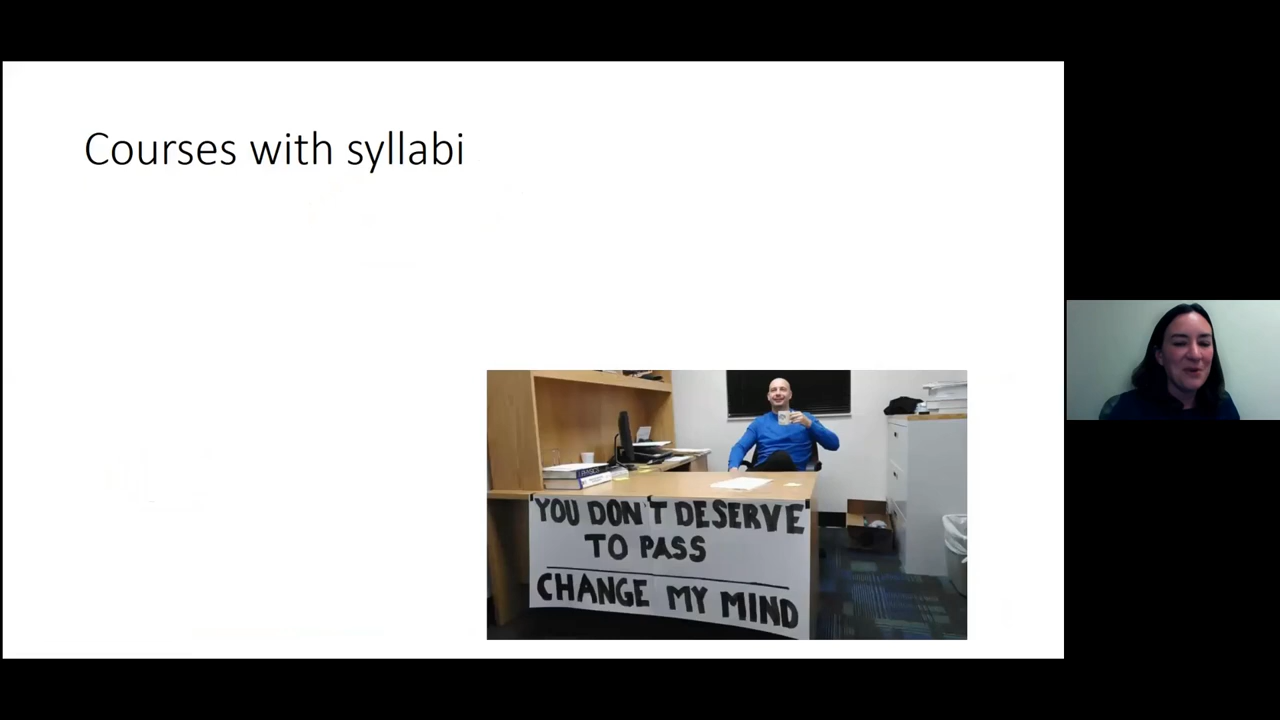 Courses with syllabi
YOU DON'T DESERVE
TO PASS
CHANGE MY MIND